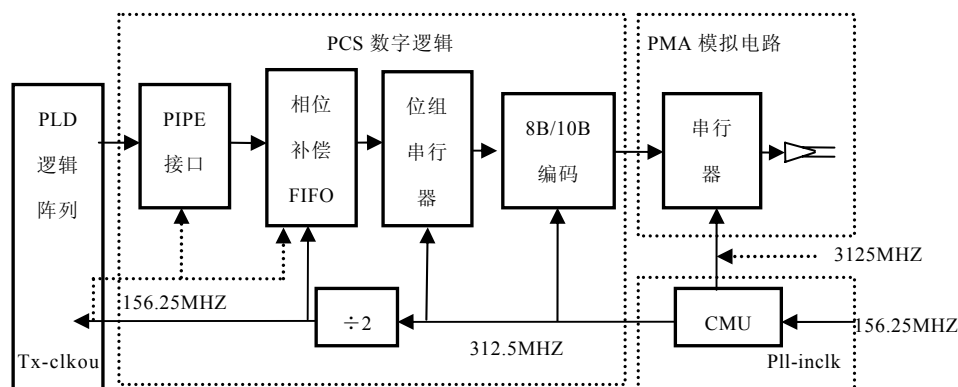 PCS 数字逻辑
PMA 模拟电路
PLD
逻辑
阵列
PIPE
接口
相位
补偿
FIFO
位组
串行
器
8B/10B
编码
串行
器
3125MHZ
156.25MHZ
÷2
312.5MHZ
CMU
156.25MHZ
Tx-clkou
Pll-inclk